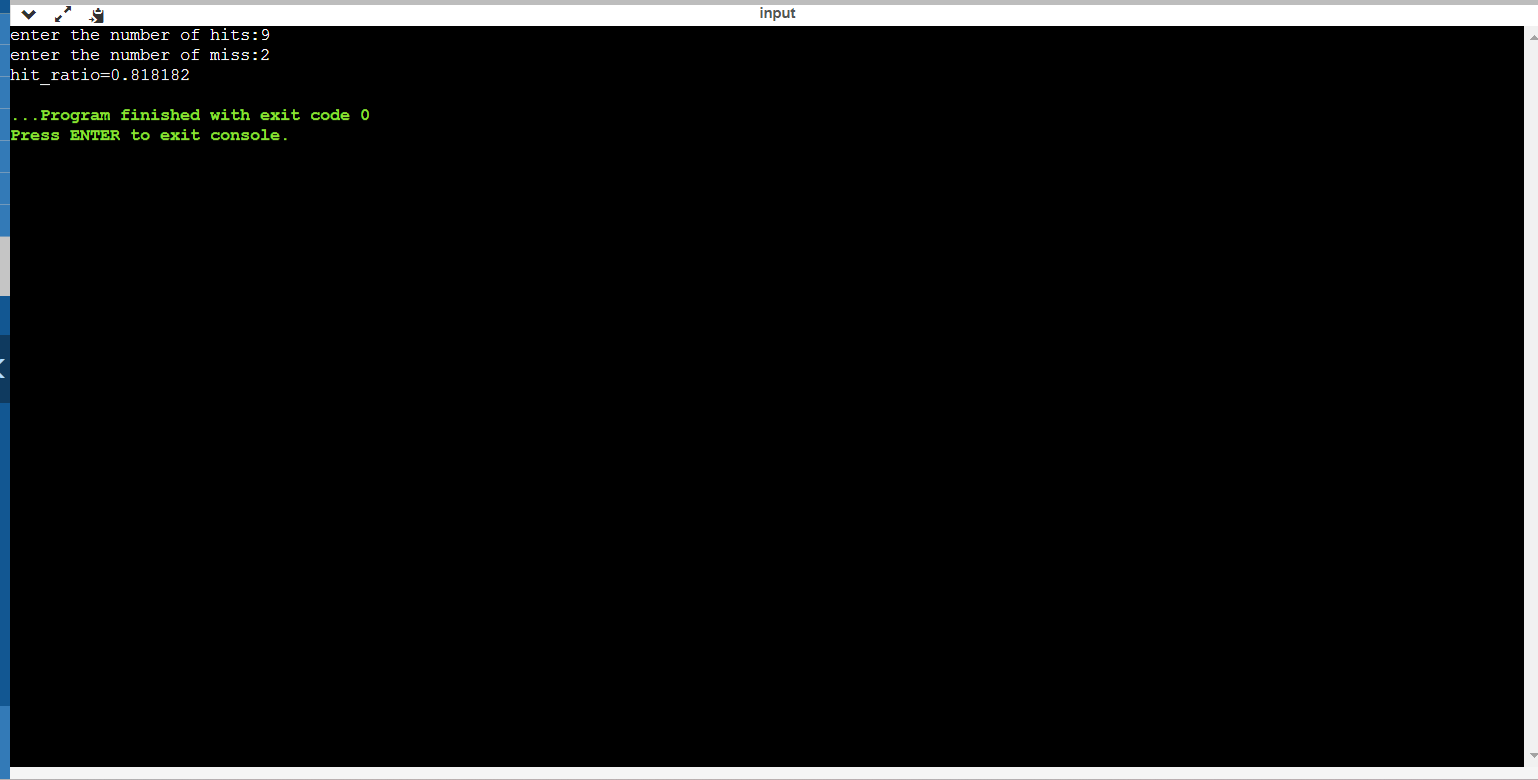 input
enter the number of hits:9
enter the number of miss:2
hit_ratio=0.818182
...Program finished with exit code 0
Press ENTER to exit console.